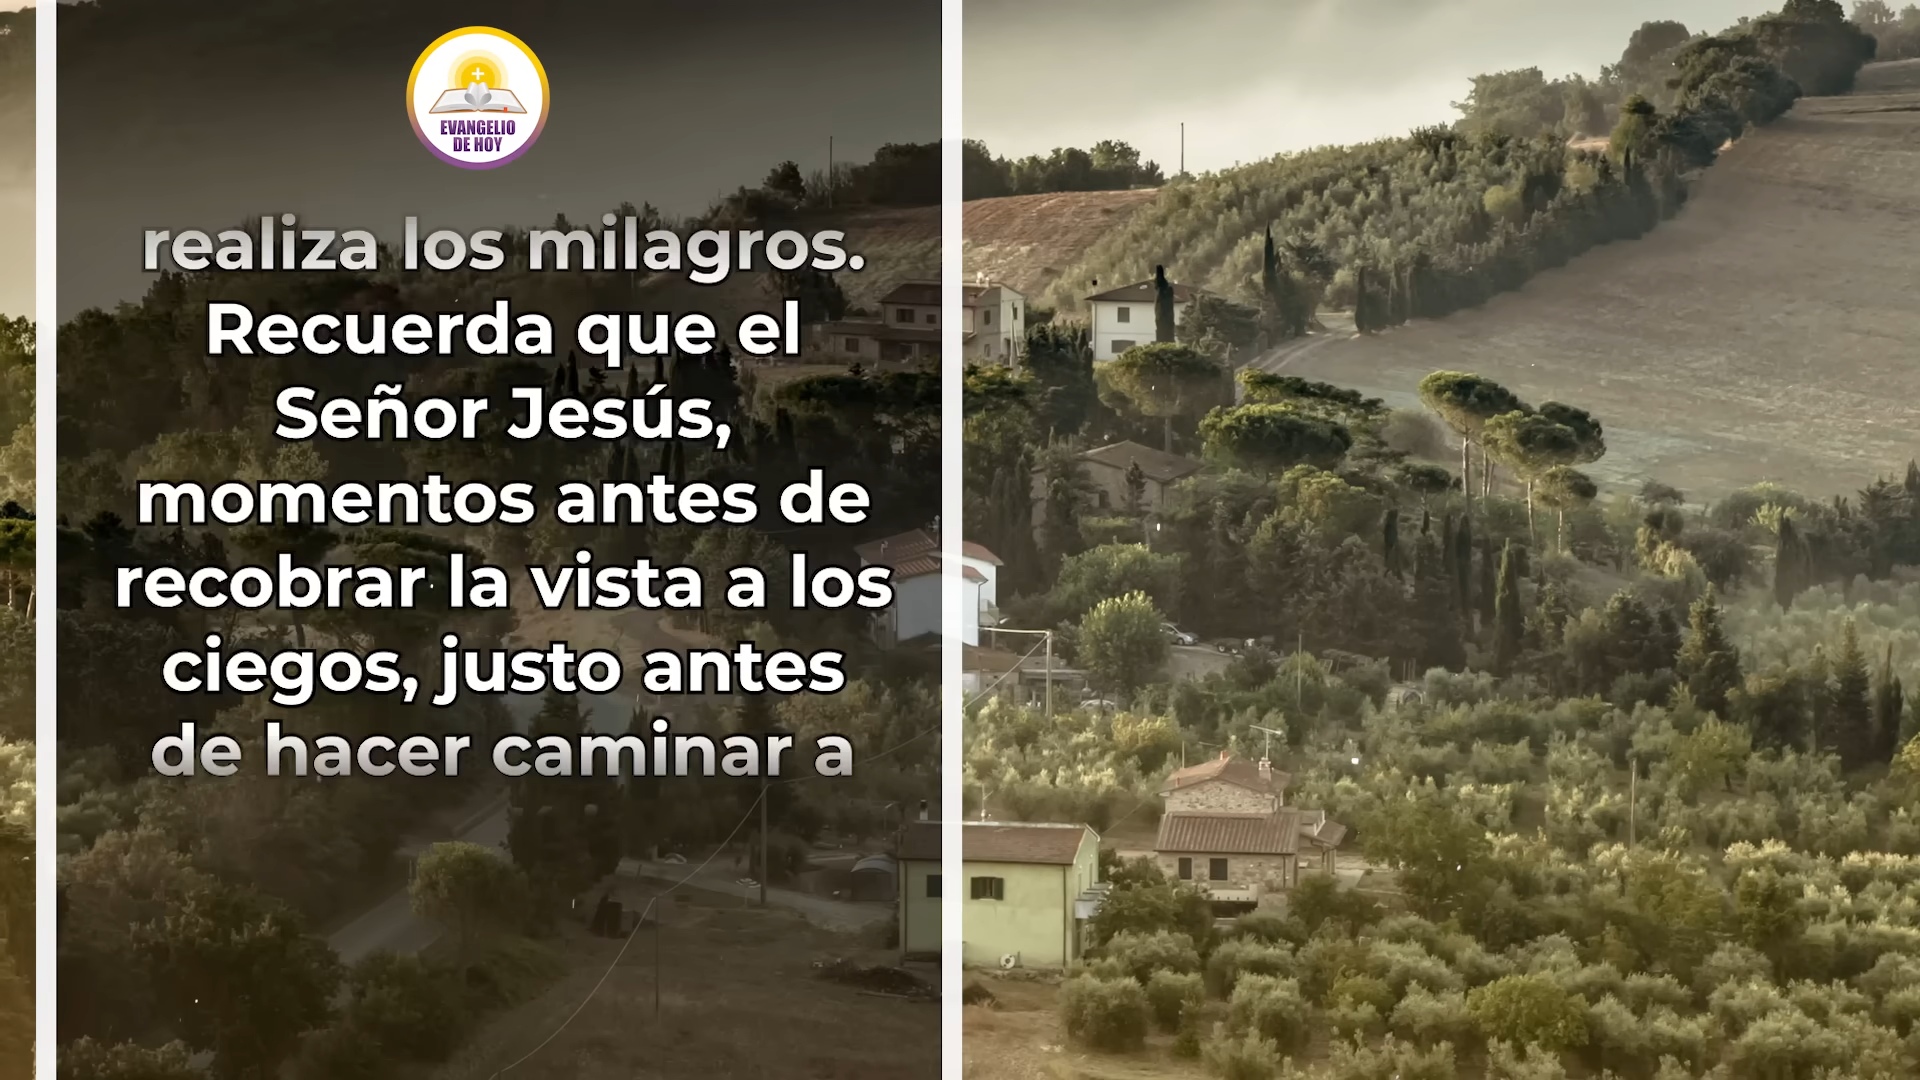 EVANGELIO
DE HOY
realiza los milagros.
Recuerda que el
Señor Jesús,
momentos antes de
recobrar la vista a los
ciegos, justo antes
de hacer caminar a